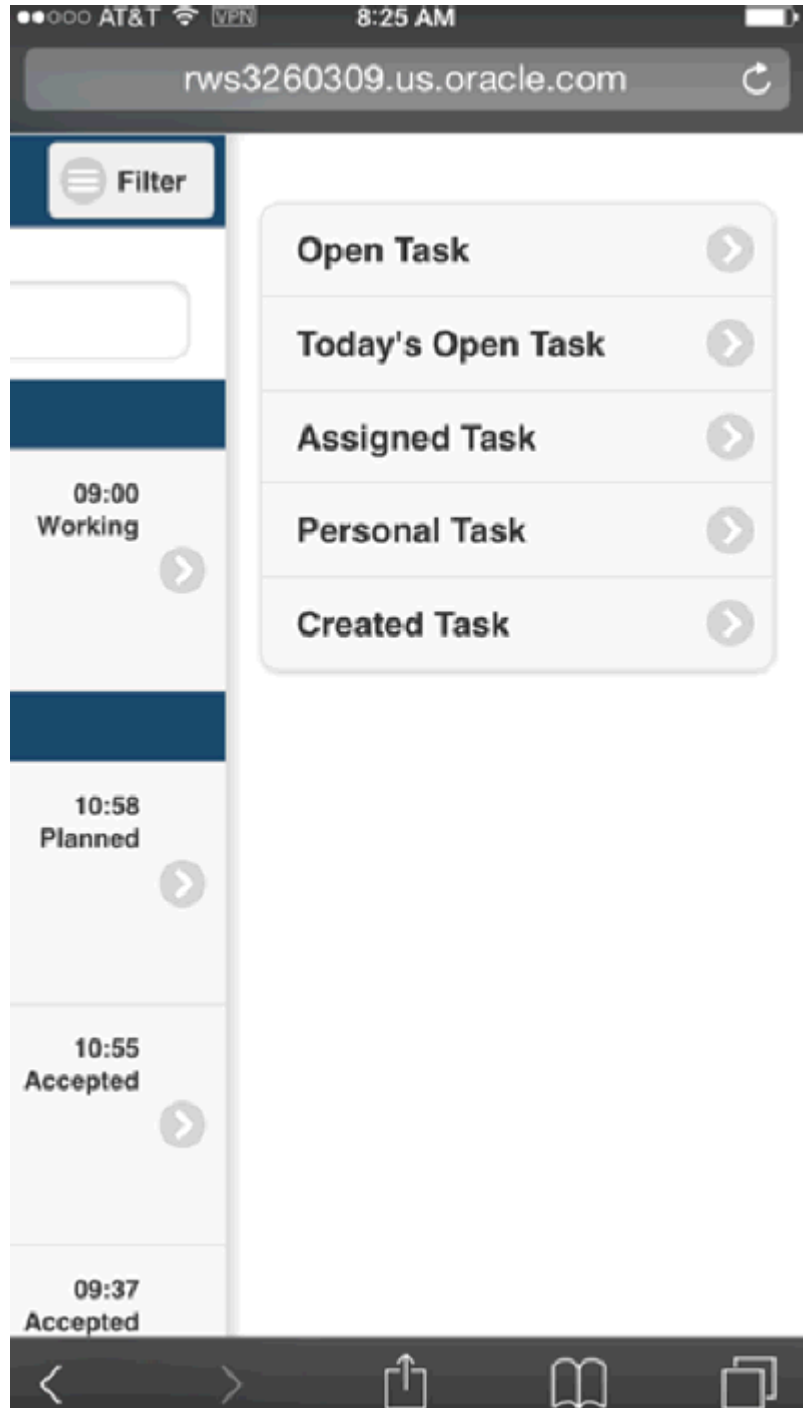 AT&T VPN 8:25 AM
rws3260309.us.oracle.com
Filter
Open Task
Today's Open Task
Assigned Task
Personal Task
Created Task
09:00
Working
10:58
Planned
10:55
Accepted
09:37
Accepted